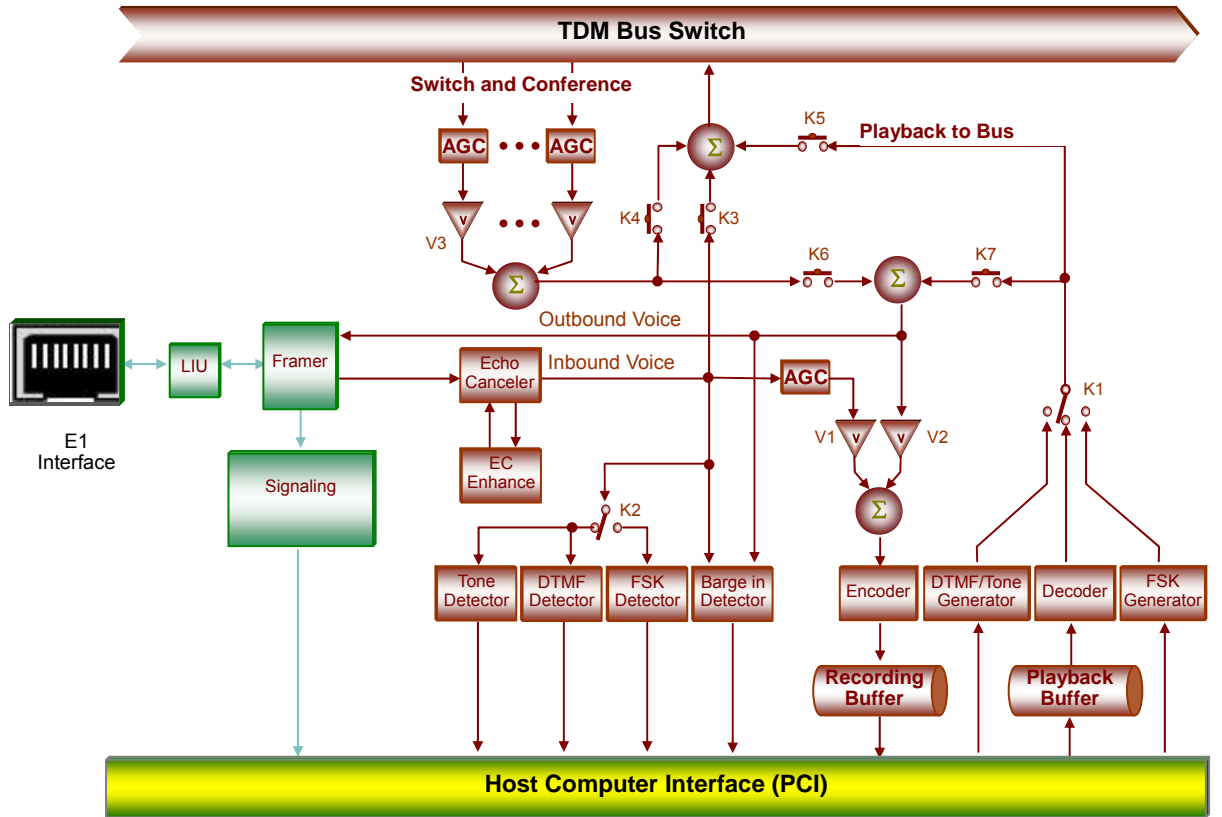 TDM Bus Switch
Switch and Conference
AGC
AGC
V
V
V3
Σ
K4
K3
Σ
K5
Playback to Bus
K6
Σ
K7
Outbound Voice
Inbound Voice
E1
Interface
LIU
Framer
Echo
Canceler
EC
Enhance
Signaling
AGC
V1
V
V
V2
Σ
K1
K2
Tone
Detector
DTMF
Detector
FSK
Detector
Barge in
Detector
Encoder
DTMF/Tone
Generator
Decoder
FSK
Generator
Recording
Buffer
Playback
Buffer
Host Computer Interface (PCI)